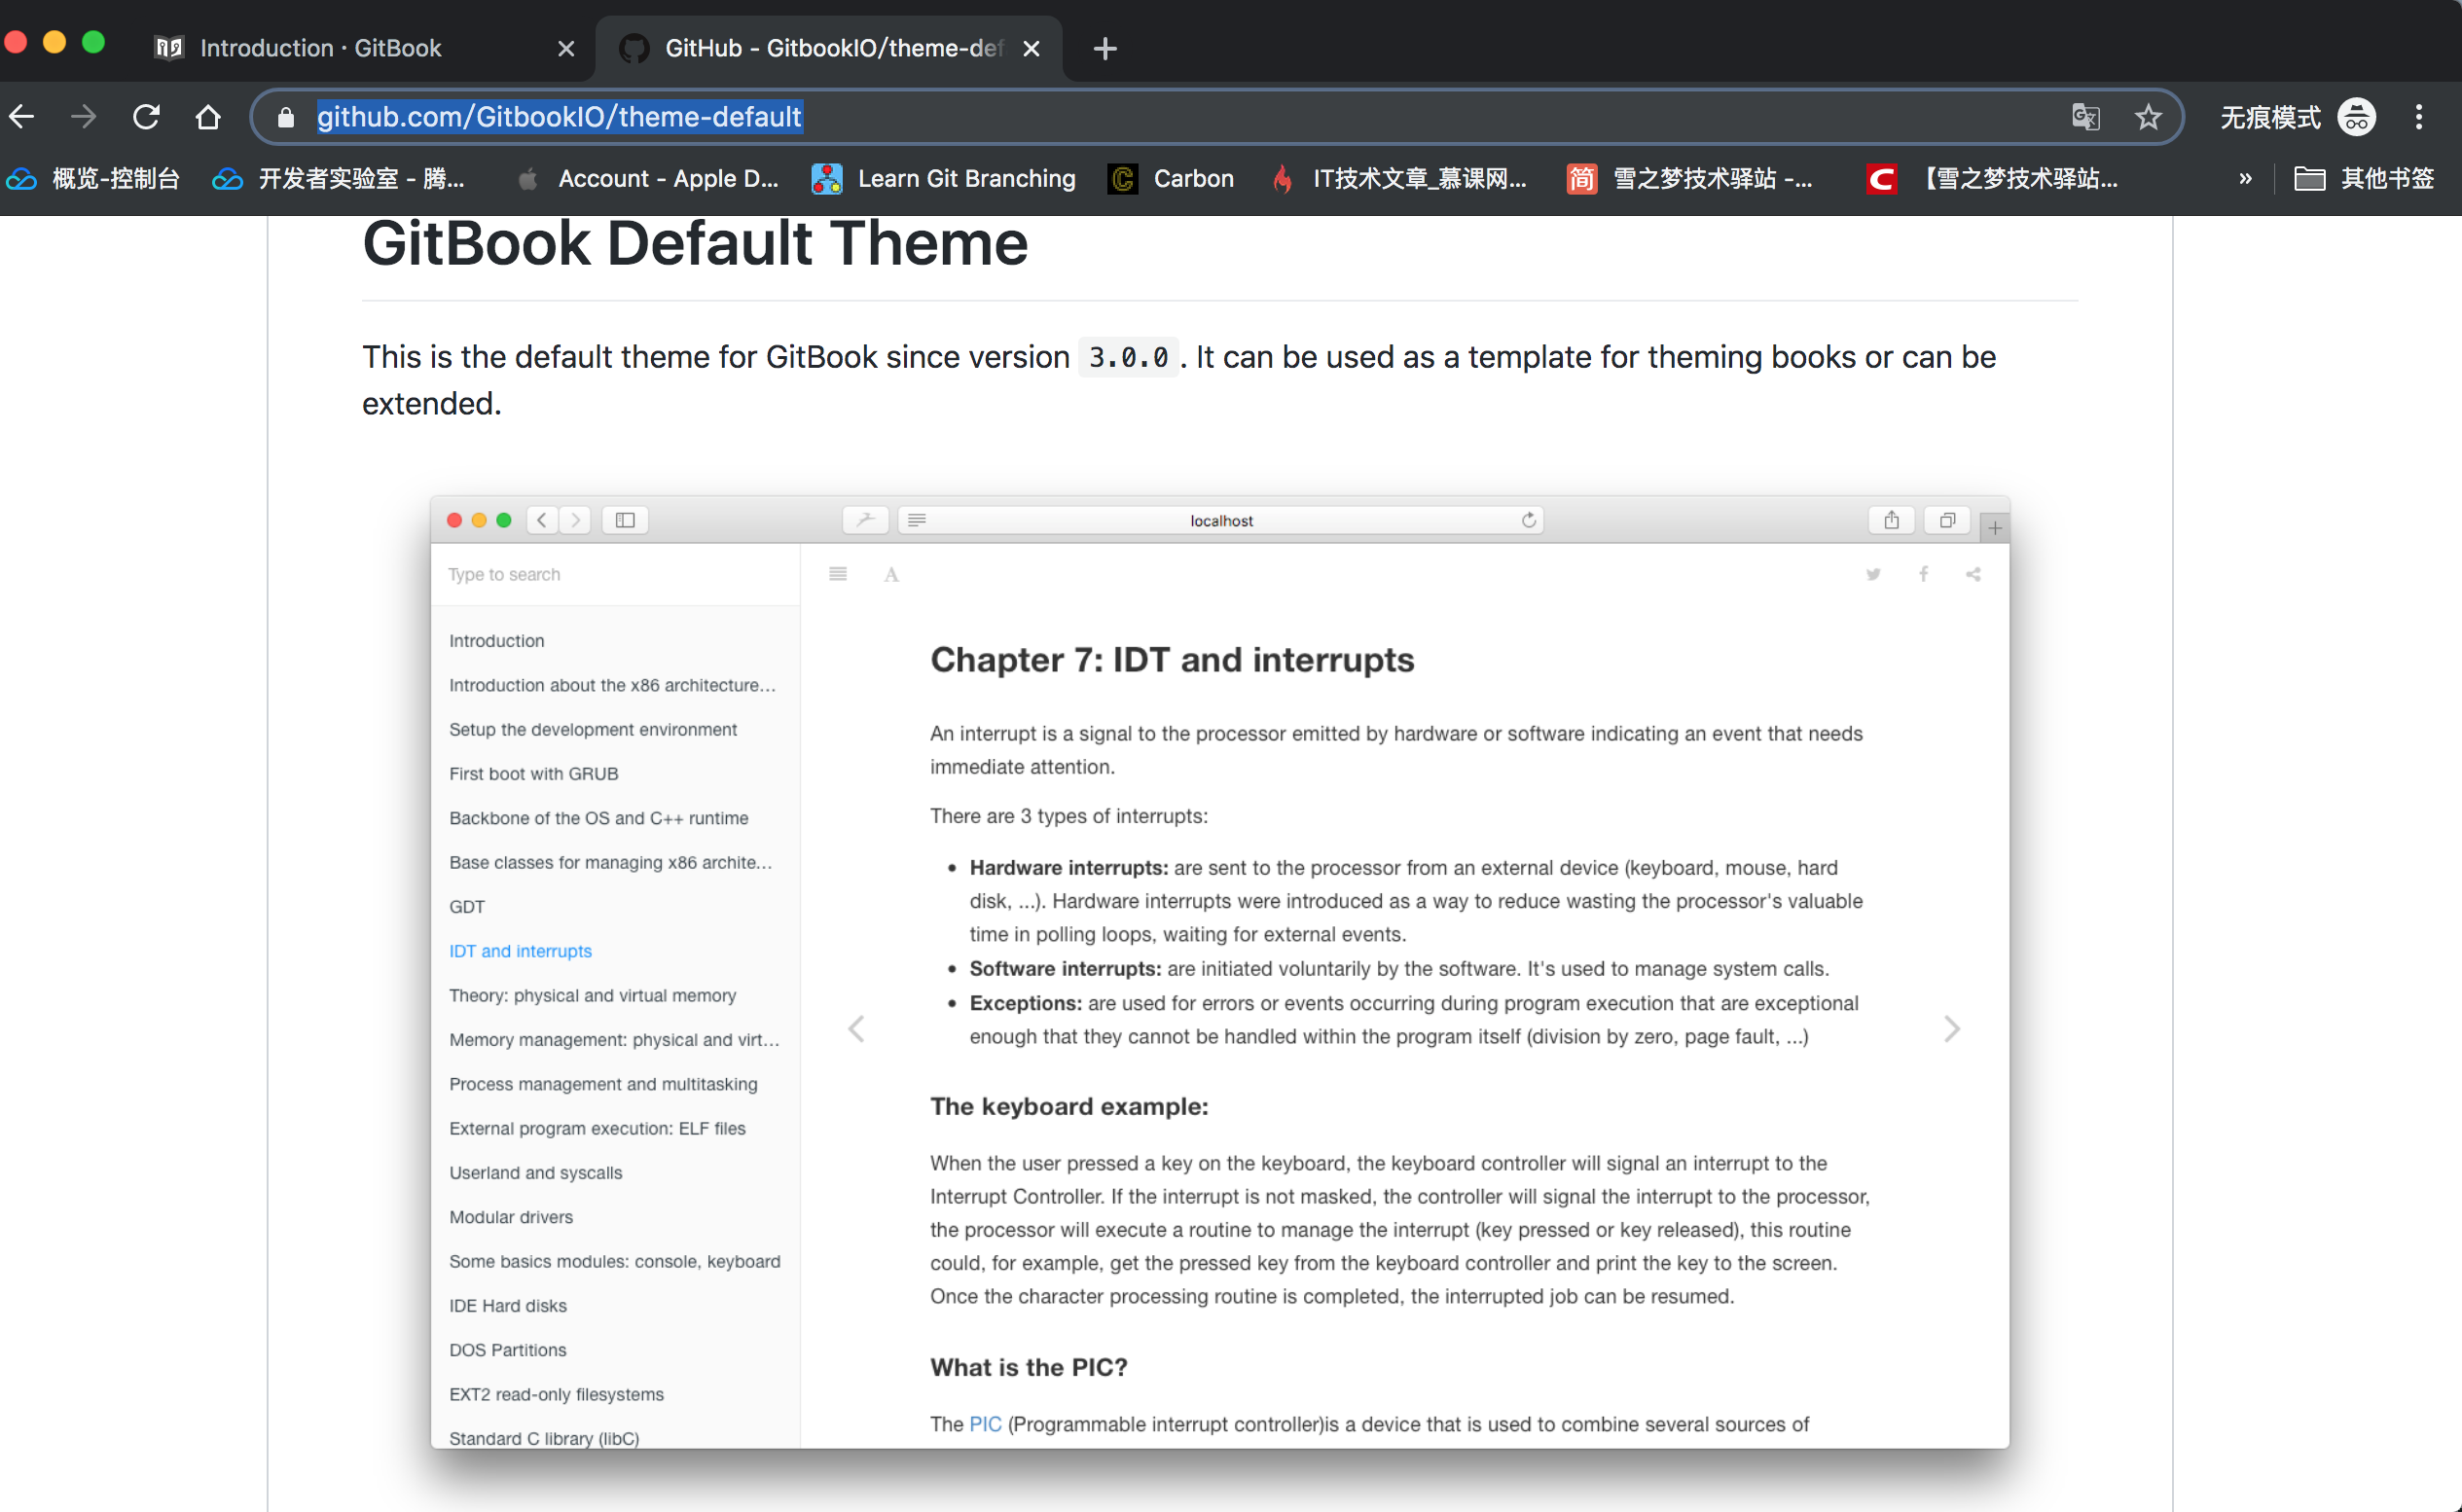 Introduction · GitBook
GitHub - GitbookIO/theme-def
github.com/GitbookIO/theme-default
无痕模式
概览-控制台
开发者实验室 - 腾...
Account - Apple D...
Learn Git Branching
Carbon
IT技术文章_慕课网...
简
雪之梦技术驿站 -...
【雪之梦技术驿站...
»
其他书签
GitBook Default Theme
This is the default theme for GitBook since version 3.0.0. It can be used as a template for theming books or can be
extended.
localhost
Type to search
A
Introduction
Introduction about the x86 architecture...
Setup the development environment
First boot with GRUB
Backbone of the OS and C++ runtime
Base classes for managing x86 archite...
GDT
IDT and interrupts
Theory: physical and virtual memory
Memory management: physical and virt...
Process management and multitasking
External program execution: ELF files
Userland and syscalls
Modular drivers
Some basics modules: console, keyboard
IDE Hard disks
DOS Partitions
EXT2 read-only filesystems
Standard C library (libC)
Chapter 7: IDT and interrupts
An interrupt is a signal to the processor emitted by hardware or software indicating an event that needs
immediate attention.
There are 3 types of interrupts:
• Hardware interrupts: are sent to the processor from an external device (keyboard, mouse, hard
disk, ...). Hardware interrupts were introduced as a way to reduce wasting the processor's valuable
time in polling loops, waiting for external events.
• Software interrupts: are initiated voluntarily by the software. It's used to manage system calls.
• Exceptions: are used for errors or events occurring during program execution that are exceptional
enough that they cannot be handled within the program itself (division by zero, page fault, ...)
The keyboard example:
When the user pressed a key on the keyboard, the keyboard controller will signal an interrupt to the
Interrupt Controller. If the interrupt is not masked, the controller will signal the interrupt to the processor,
the processor will execute a routine to manage the interrupt (key pressed or key released), this routine
could, for example, get the pressed key from the keyboard controller and print the key to the screen.
Once the character processing routine is completed, the interrupted job can be resumed.
What is the PIC?
The PIC (Programmable interrupt controller)is a device that is used to combine several sources of